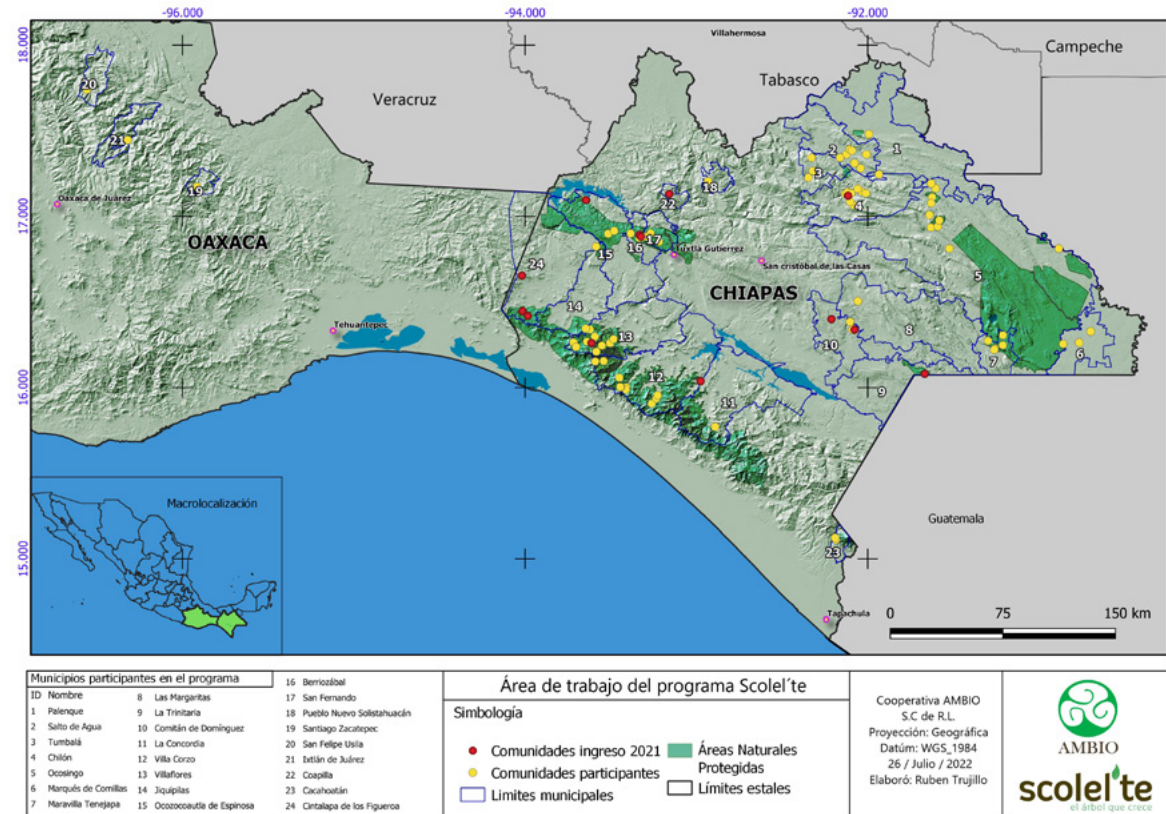 -96.000
-94.000
-92.000
18.000
17.000
16.000
15.000
Villahermosa
Campeche
Tabasco
Veracruz
20
21
19
Oaxaca de Juárez
OAXACA
Tehuantepec
1
2
3
4
18
22
16
17
Tuxtla Gutierrez
15
San cristóbal de las Casas
24
CHIAPAS
5
14
13
10
8
7
6
12
11
9
Guatemala
23
Tapachula
Macrolocalización
0 75 150 km
Municipios participantes en el programa
ID Nombre
1 Palenque
2 Salto de Agua
3 Tumbalá
4 Chilón
5 Ocosingo
6 Marqués de Comillas
7 Maravilla Tenejapa
8 Las Margaritas
9 La Trinitaria
10 Comitán de Domínguez
11 La Concordia
12 Villa Corzo
13 Villaflores
14 Jiquipilas
15 Ocozocoautla de Espinosa
16 Berriozábal
17 San Fernando
18 Pueblo Nuevo Solistahuacán
19 Santiago Zacatepec
20 San Felipe Usila
21 Ixtlán de Juárez
22 Coapilla
23 Cacahoatán
24 Cintalapa de los Figueroa
Área de trabajo del programa Scolel´te
Simbología
Comunidades ingreso 2021
Comunidades participantes
Limites municipales
Áreas Naturales
Protegidas
Límites estales
Cooperativa AMBIO
S.C de R.L.
Proyección: Geográfica
Datúm: WGS_1984
26 / Julio / 2022
Elaboró: Ruben Trujillo
AMBIO
scolel'te
el árbol que crece